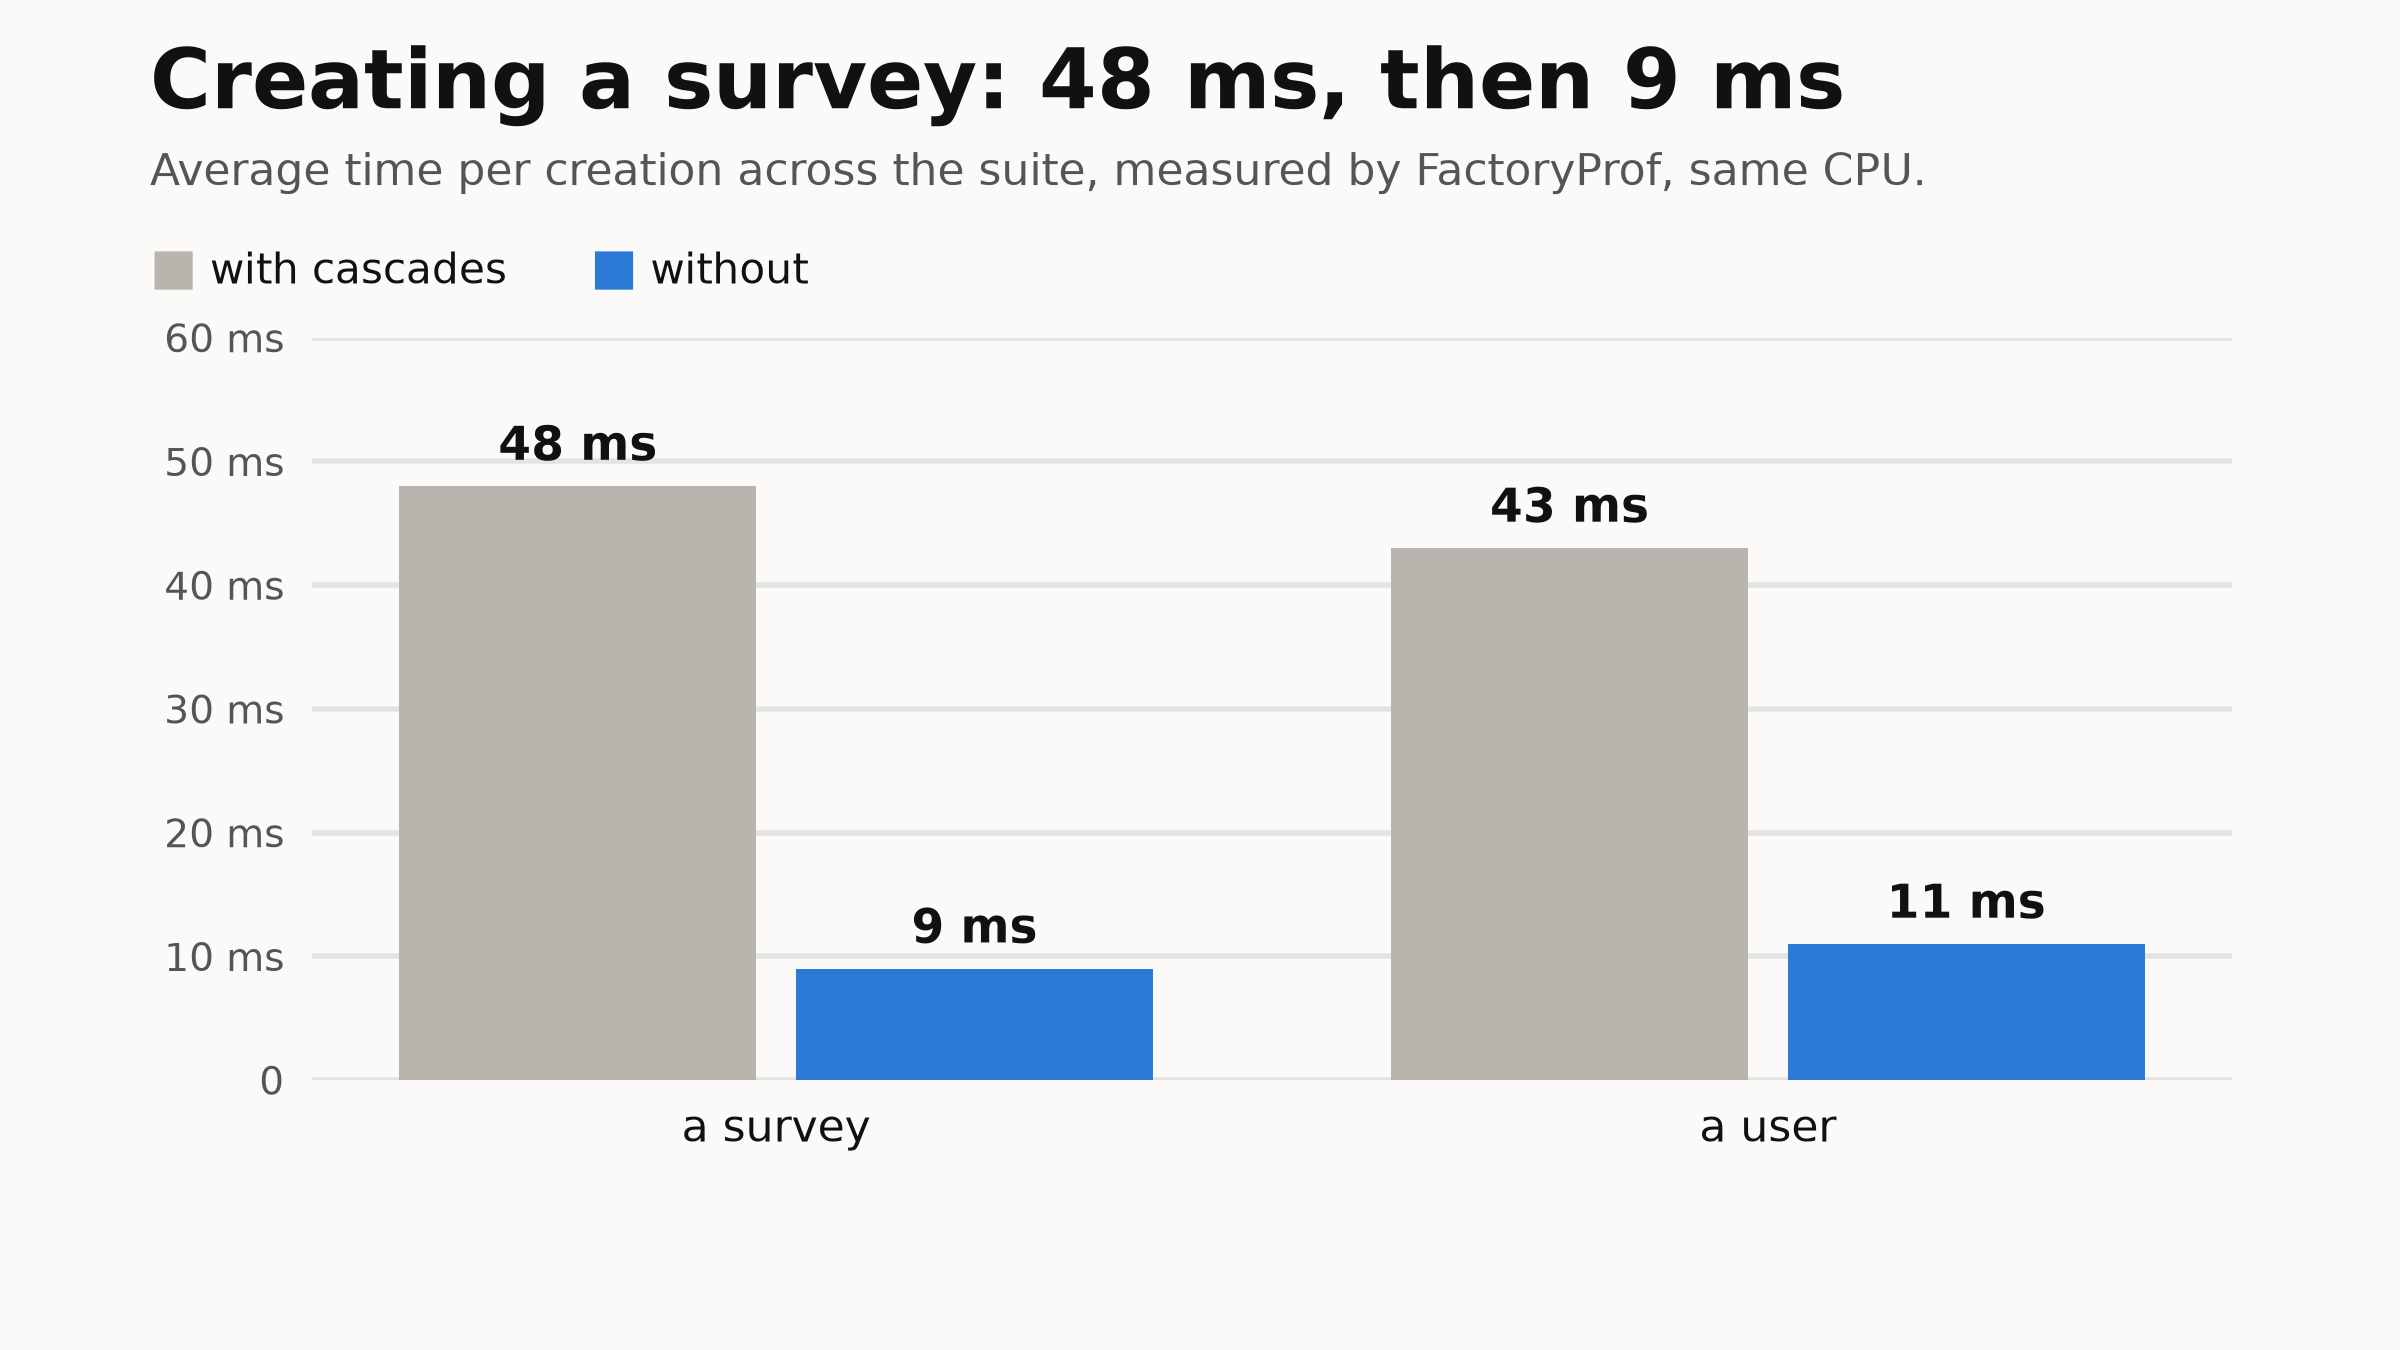 Creating a survey: 48 ms, then 9 ms
Average time per creation across the suite, measured by FactoryProf, same CPU.
with cascades
without
60 ms
50 ms
40 ms
30 ms
20 ms
10 ms
0
48 ms
9 ms
43 ms
11 ms
a survey
a user